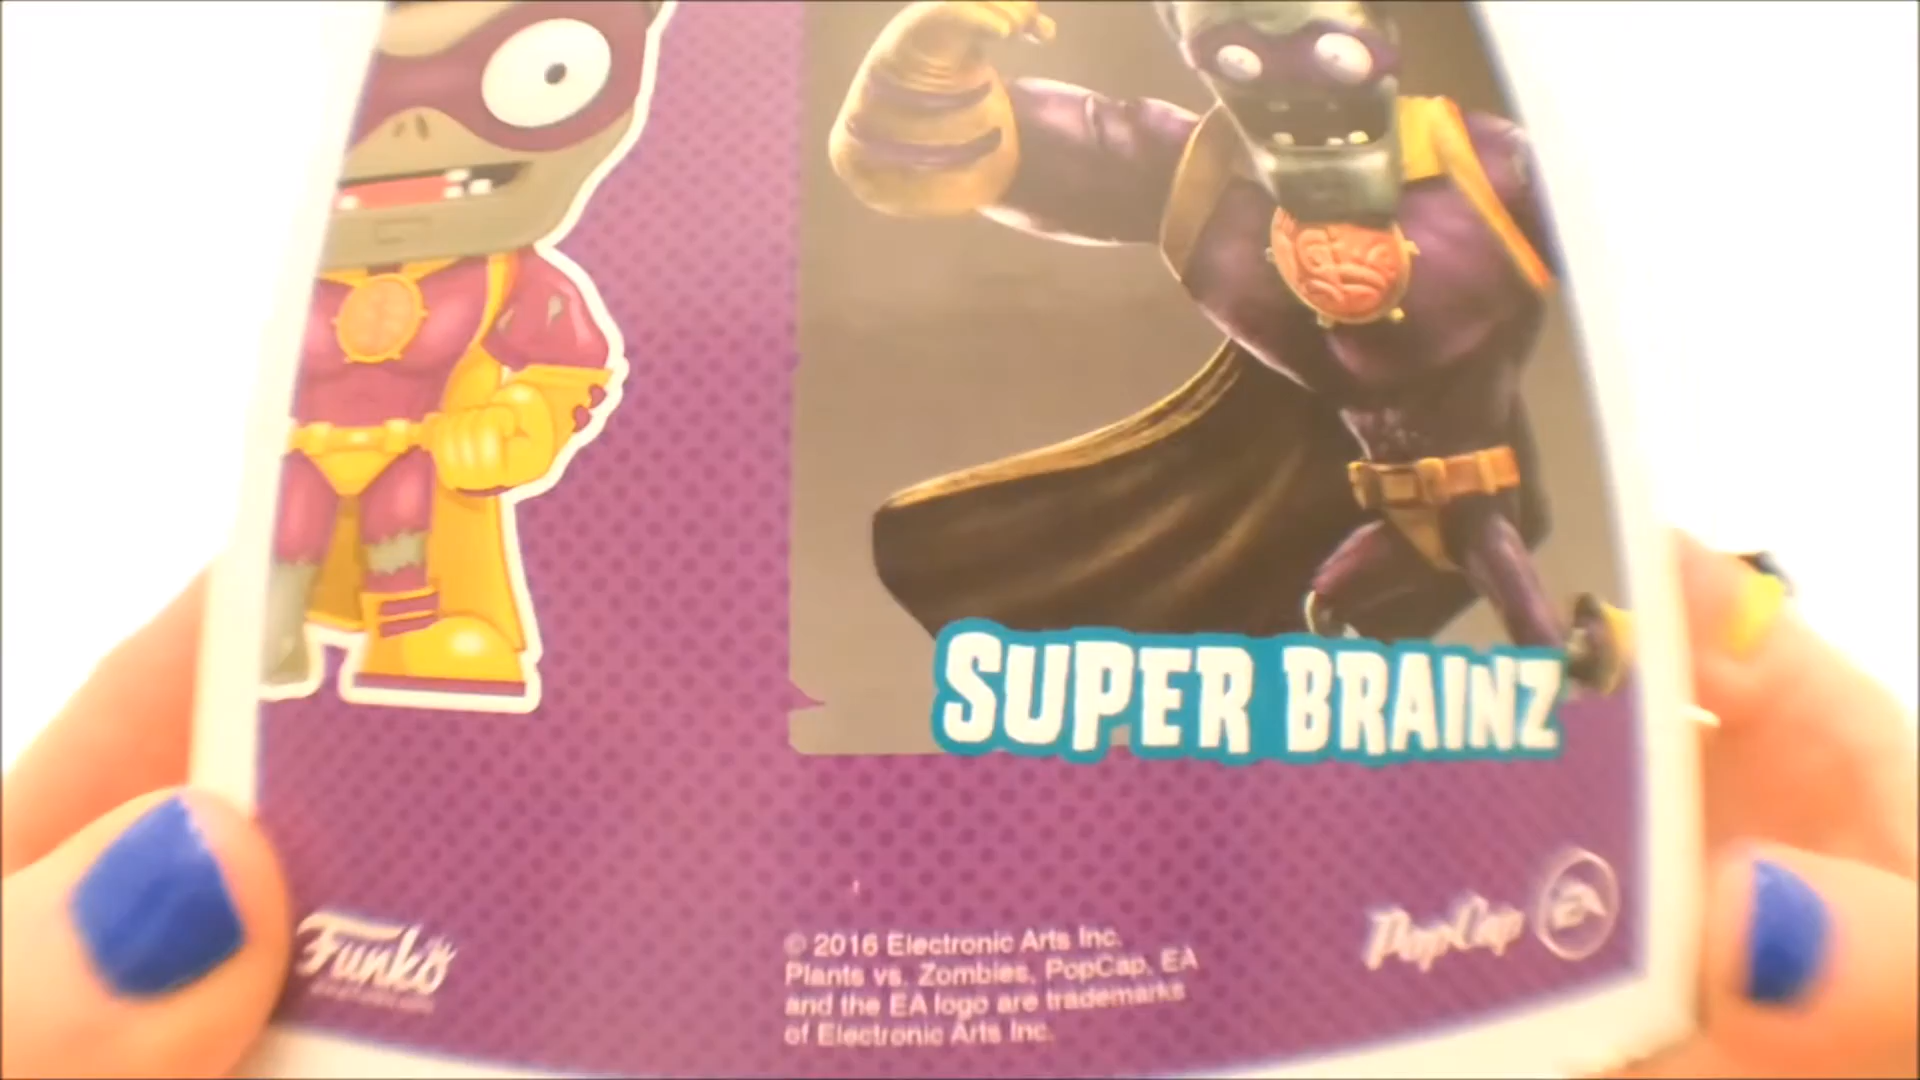 SUPER BRAINZ
Funko
© 2016 Electronic Arts Inc.
Plants vs. Zombies, PopCap, EA
and the EA logo are trademarks
of Electronic Arts Inc.
PopCap
EA